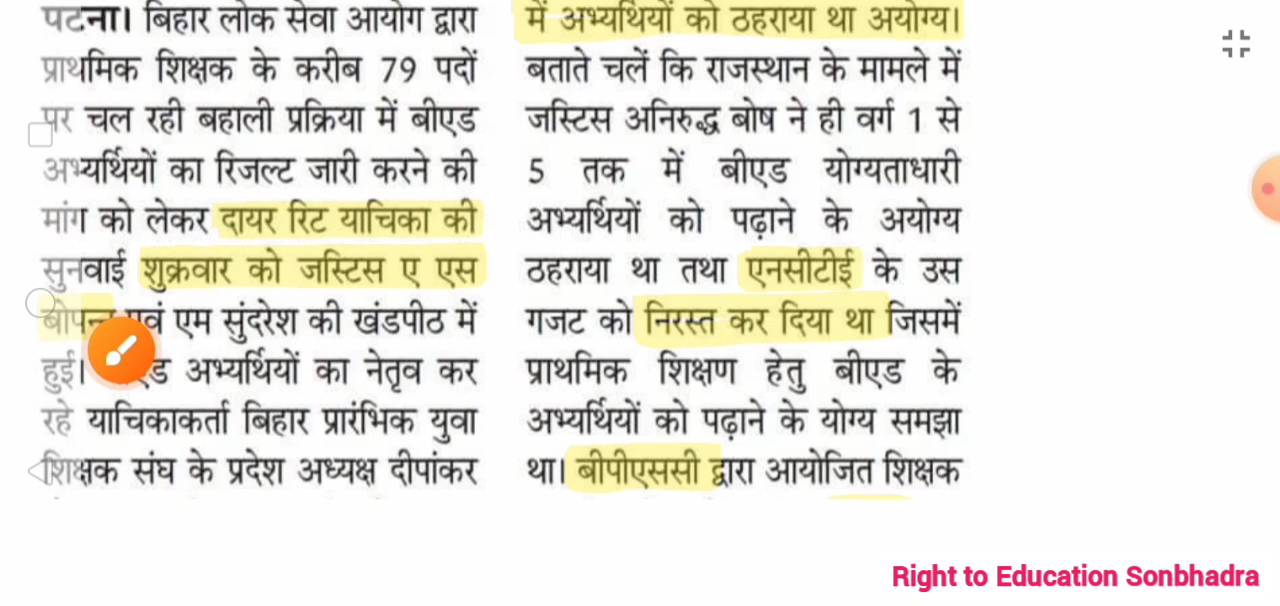 पटना। बिहार लोक सेवा आयोग द्वारा
प्राथमिक शिक्षक के करीब 79 पदों
पर चल रही बहाली प्रक्रिया में बीएड
अभ्यर्थियों का रिजल्ट जारी करने की
मांग को लेकर दायर रिट याचिका की
सुनवाई शुक्रवार को जस्टिस ए एस
बोपन्न एवं एम सुंदरेश की खंडपीठ में
हुई। अभ्यर्थियों का नेतृव कर
रहे याचिकाकर्ता बिहार प्रारंभिक युवा
शिक्षक संघ के प्रदेश अध्यक्ष दीपांकर
में अभ्यर्थियों को ठहराया था अयोग्य।
बताते चलें कि राजस्थान के मामले में
जस्टिस अनिरुद्ध बोष ने ही वर्ग 1 से
5 तक में बीएड योग्यताधारी
अभ्यर्थियों को पढ़ाने के अयोग्य
ठहराया था तथा एनसीटीई के उस
गजट को निरस्त कर दिया था जिसमें
प्राथमिक शिक्षण हेतु बीएड के
अभ्यर्थियों को पढ़ाने के योग्य समझा
था। बीपीएससी द्वारा आयोजित शिक्षक
Right to Education Sonbhadra